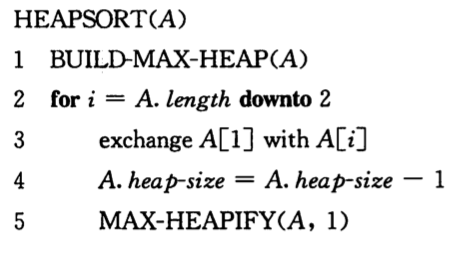 HEAPSORT(A)
1 BUILD-MAX-HEAP(A)
2 for i = A. length downto 2
3 exchange A[1] with A[i]
4 A. heap-size = A. heap-size − 1
5 MAX-HEAPIFY(A, 1)